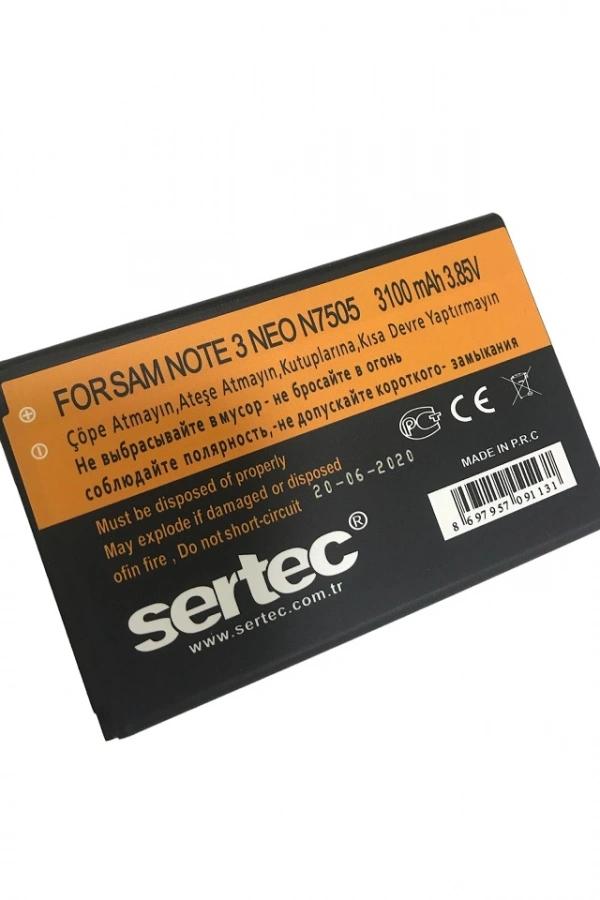 FOR SAM NOTE 3 NEO N7505 3100 mAh 3.85V
Çöpe Atmayın,Ateşe Atmayın,Kutuplarına,Kısa Devre Yaptırmayın
Не выбрасывайте в мусор- не бросайте в огонь
соблюдайте полярность,-не допускайте короткого- замыкания
Must be disposed of properly
May explode if damaged or disposed
ofin fire , Do not short-circuit
20-06-2020
PG
CE
MADE IN P.R.C
8 697957 091131
sertec®
www.sertec.com.tr